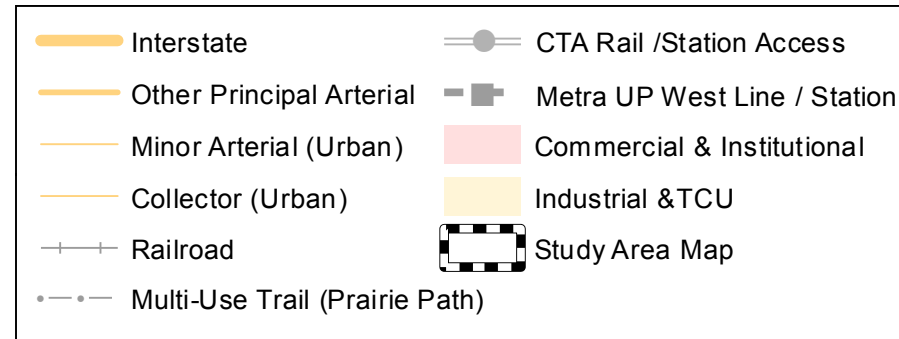 Interstate
Other Principal Arterial
Minor Arterial (Urban)
Collector (Urban)
Railroad
Multi-Use Trail (Prairie Path)
CTA Rail /Station Access
Metra UP West Line / Station
Commercial & Institutional
Industrial &TCU
Study Area Map